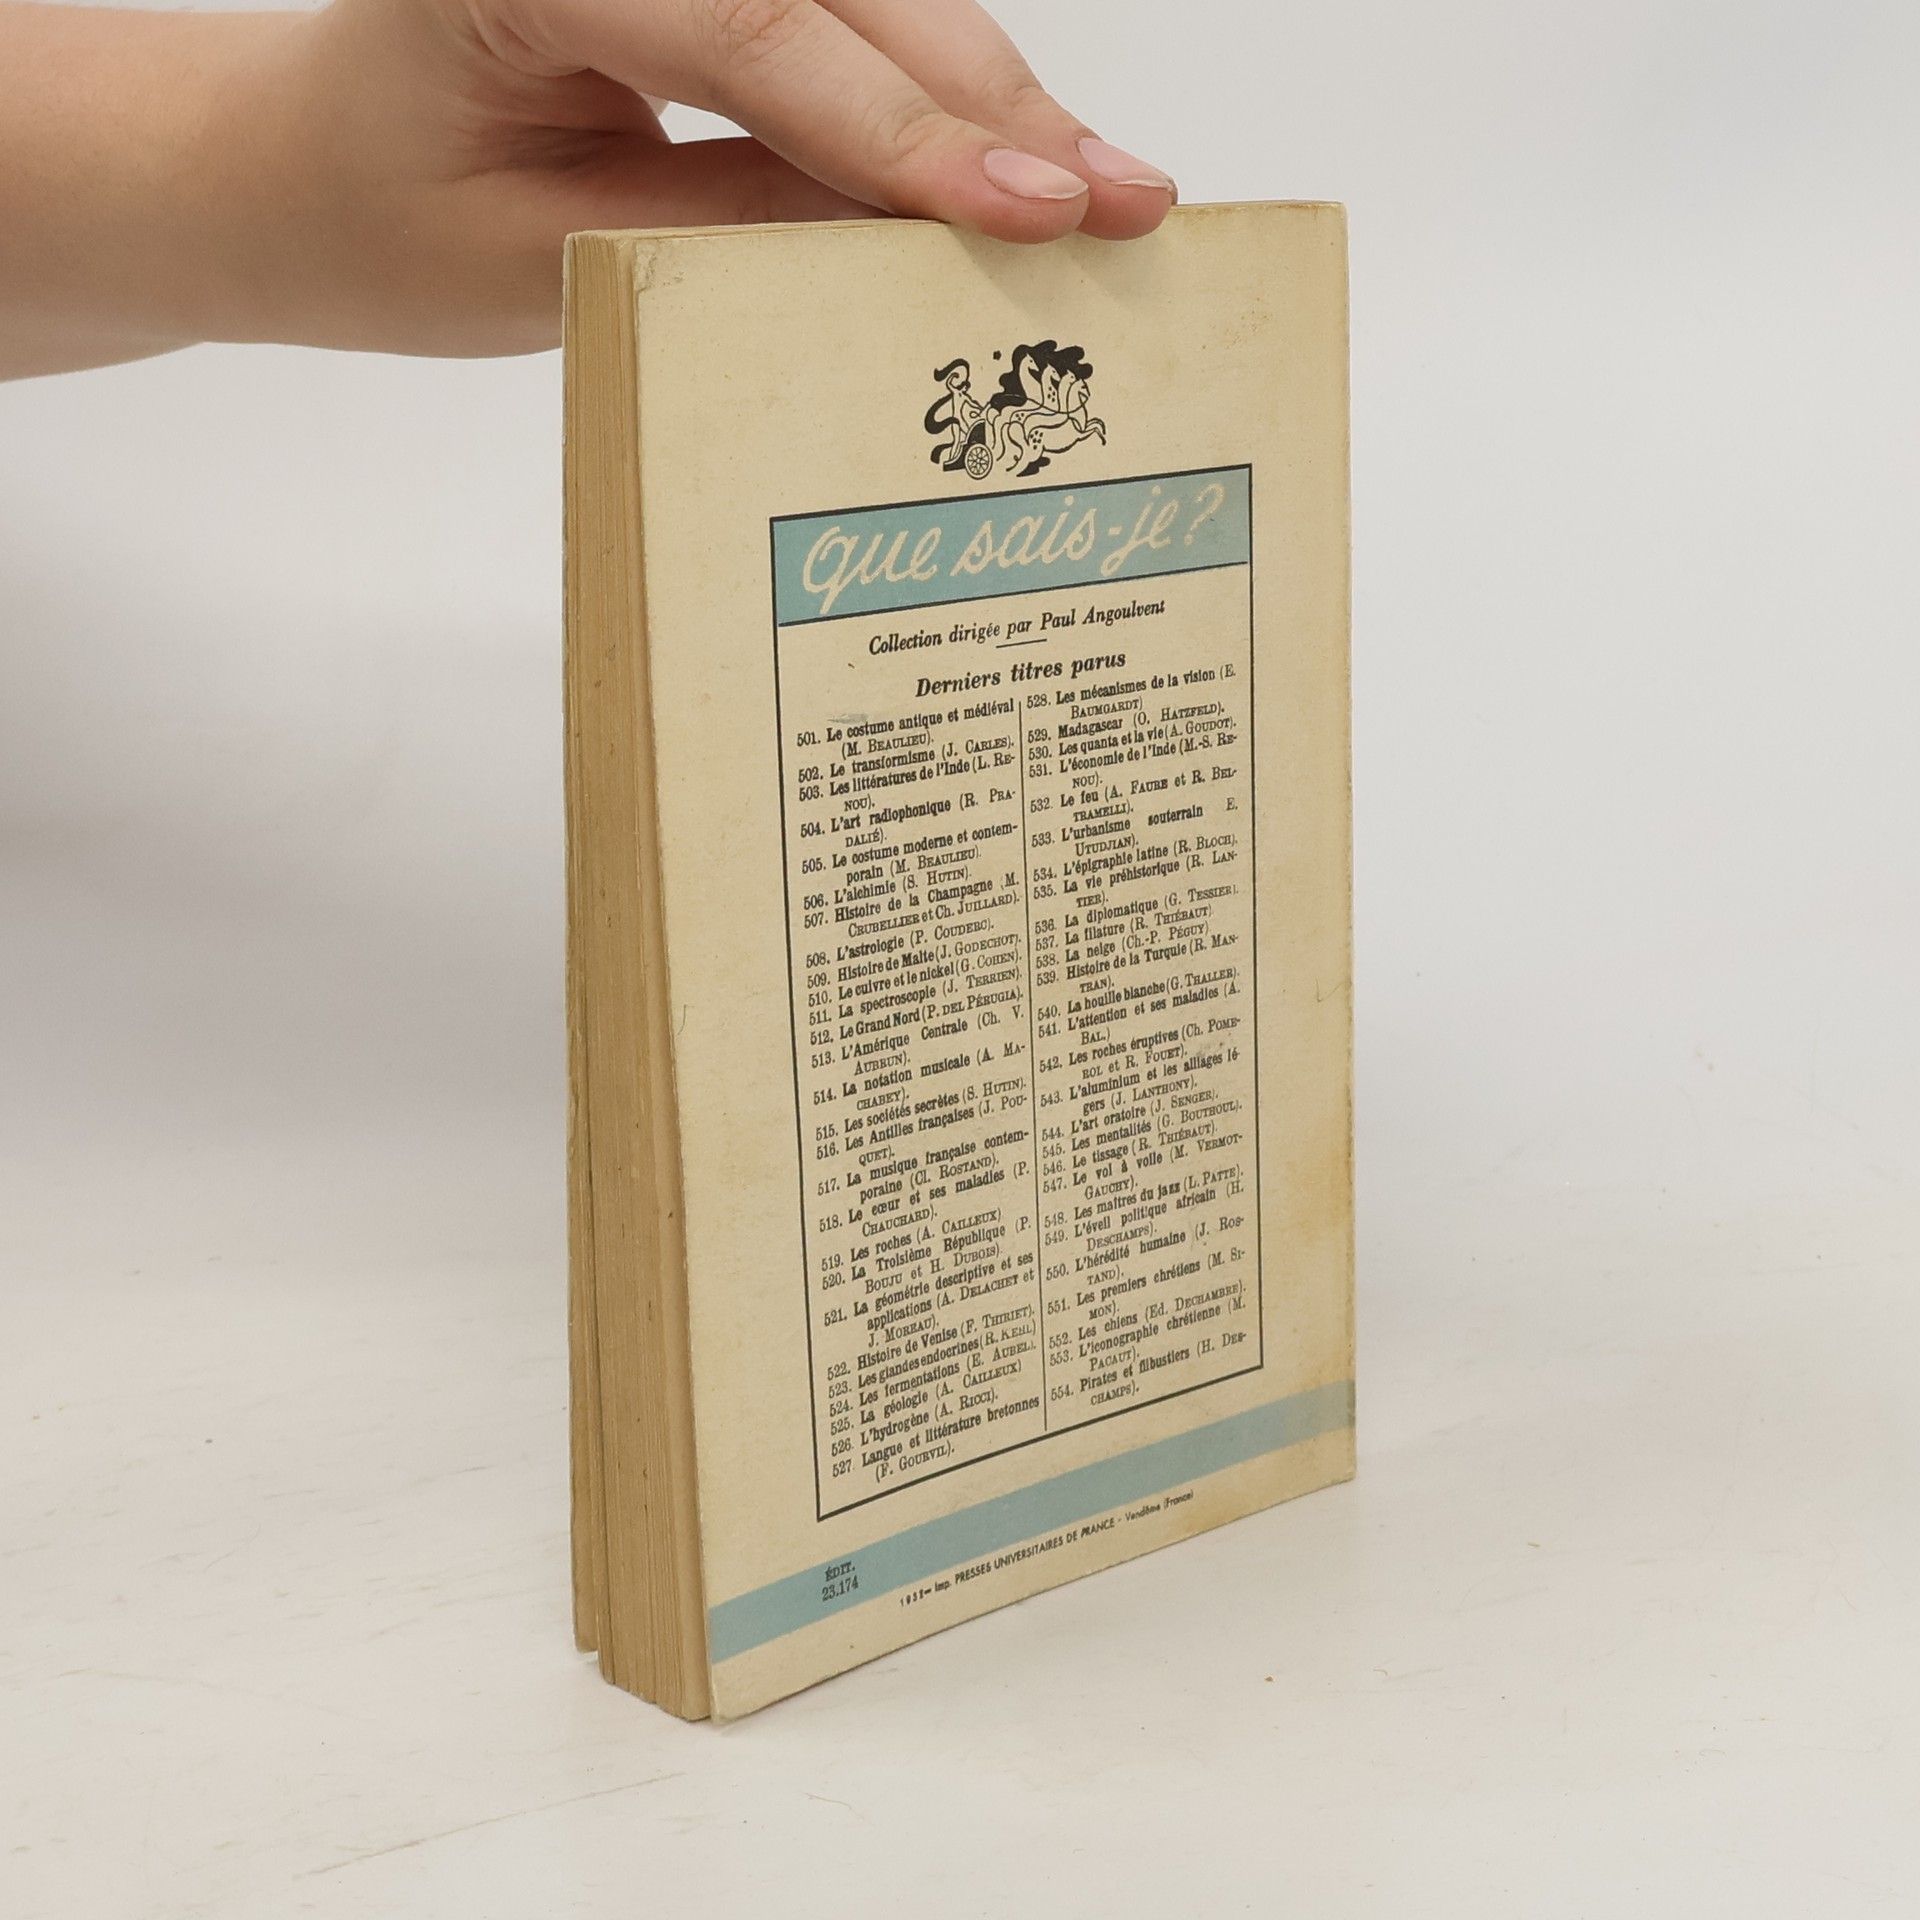 que sais-je?
Collection dirigée par Paul Angoulvent
Derniers titres parus
501. Le costume antique et médiéval
(M. BEAULIEU).
502. Le transformisme (J. CARLES).
503. Les littératures de l'Inde (L. RE-
NOU).
504. L'art radiophonique (R. PRA-
DALIÉ).
505. Le costume moderne et contem-
porain (M. BEAULIEU).
506. L'alchimie (S. HUTIN).
507. Histoire de la Champagne (M.
CRUBELLIER et Ch. JUILLARD).
508. L'astrologie (P. COUDERC).
509. Histoire de Malte (J. GODECHOT).
510. Le cuivre et le nickel (G. COHEN).
511. La spectroscopie (J. TERRIEN).
512. Le Grand Nord (P. DEL PÉRUGIA).
513. L'Amérique Centrale (Ch. V.
AUBRUN).
514. La notation musicale (A. MA-
CHABEY).
515. Les sociétés secrètes (S. HUTIN).
516. Les Antilles françaises (J. POU-
QUET).
517. La musique française contem-
poraine (Cl. ROSTAND).
518. Le cœur et ses maladies (P.
CHAUCHARD).
519. Les roches (A. CAILLEUX)
520. La Troisième République (P.
BOUJU et H. DUBOIS)
521. La géométrie descriptive et ses
applications (A. DELACHET et
J. MOREAU).
522. Histoire de Venise (F. THIRIET).
523. Les glandes endocrines (R. KEHL)
524. Les fermentations (E. AUBEL).
525. La géologie (A. CAILLEUX)
526. L'hydrogène (A. RICCI).
527. Langue et littérature bretonnes
(F. GOURVIL).
528. Les mécanismes de la vision (E.
BAUMGARDT)
529. Madagascar (O. HATZFELD).
530. Les quanta et la vie (A. GOUDOT).
531. L'économie de l'Inde (M.-S. RE-
NOU).
532. Le feu (A. FAURE et R. BEL-
TRAMELLI).
533. L'urbanisme souterrain E.
UTUDJIAN).
534. L'épigraphie latine (R. BLOCH).
535. La vie préhistorique (R. LAN-
TIER).
536. La diplomatique (G. TESSIER).
537. La filature (R. THIÉBAUT)
538. La neige (Ch.-P. PÉGUY)
539. Histoire de la Turquie (R. MAN-
TRAN).
540. La houille blanche (G. THALLER).
541. L'attention et ses maladies (A.
BAL.)
542. Les roches éruptives (Ch. POME-
ROL et R. FOUET).
543. L'aluminium et les alliages lé-
gers (J. LANTHONY).
544. L'art oratoire (J. SENGER).
545. Les mentalités (G. BOUTHOUL).
546. Le tissage (R. THIÉBAUT).
547. Le vol à voile (M. VERMOT-
GAUCHY).
548. Les maîtres du jazz (L. PATTE).
549. L'éveil politique africain (H.
DESCHAMPS).
550. L'hérédité humaine (J. ROS-
TAND).
551. Les premiers chrétiens (M. SI-
MON).
552. Les chiens (Ed. DECHAMBRE).
553. L'iconographie chrétienne (M.
PACAUT).
554. Pirates et flibustiers (H. DES-
CHAMPS).
ÉDIT.
23.174
1952 — Imp. PRESSES UNIVERSITAIRES DE FRANCE - Vendôme (France)